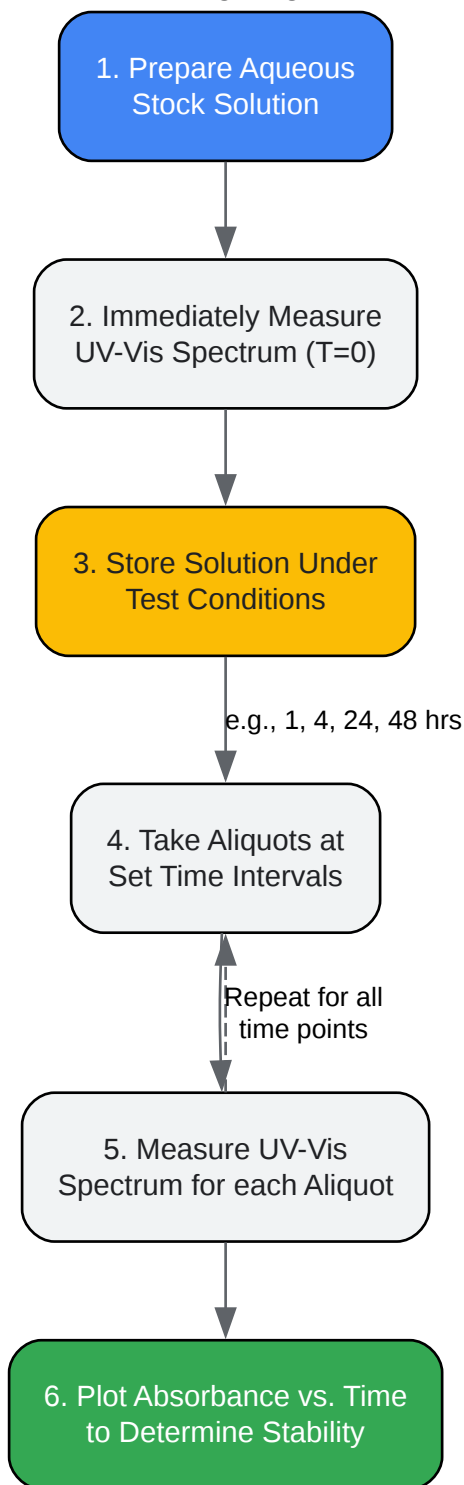 1. Prepare Aqueous
Stock Solution
2. Immediately Measure
UV-Vis Spectrum (T=0)
3. Store Solution Under
Test Conditions
e.g., 1, 4, 24, 48 hrs
4. Take Aliquots at
Set Time Intervals
Repeat for all
time points
5. Measure UV-Vis
Spectrum for each Aliquot
6. Plot Absorbance vs. Time
to Determine Stability